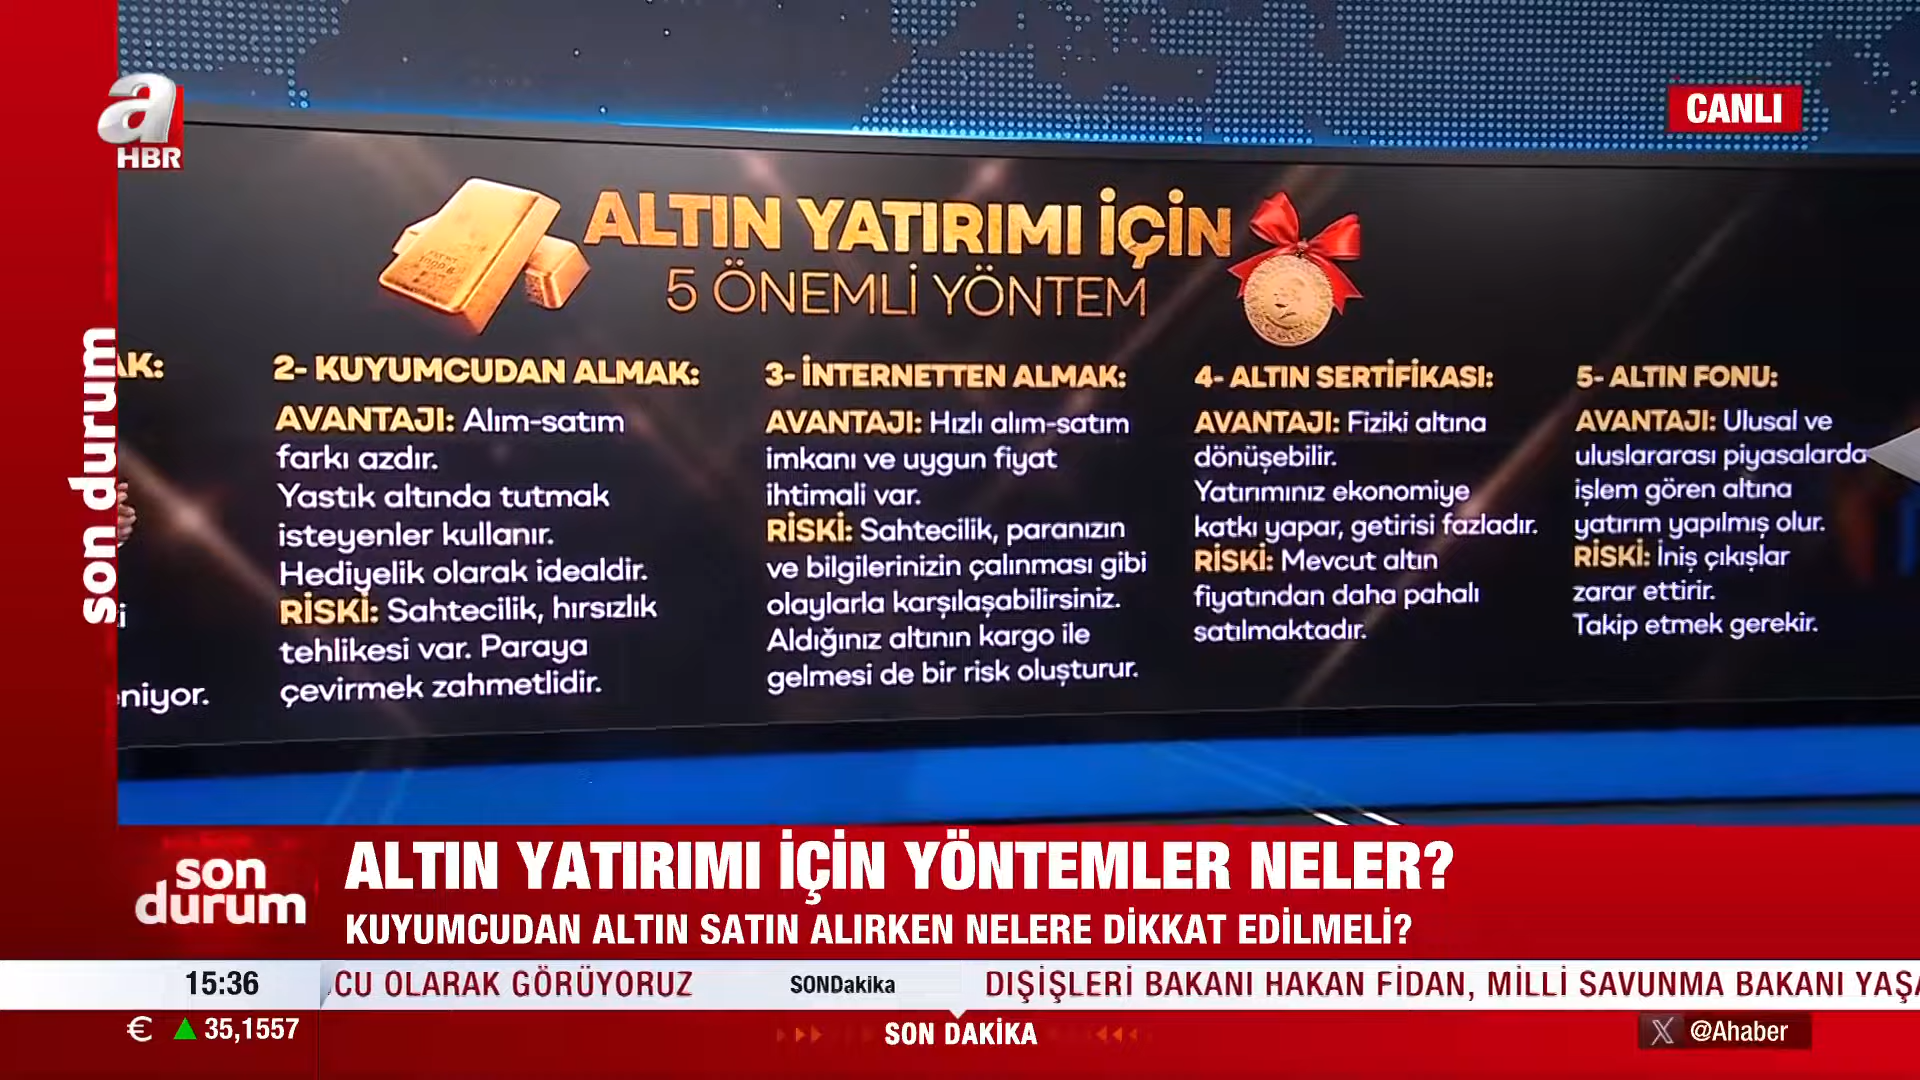 a
HBR
CANLI
son durum
ALTIN YATIRIMI İÇİN
5 ÖNEMLİ YÖNTEM
AK:
niyor.
2- KUYUMCUDAN ALMAK:
AVANTAJI: Alım-satım
farkı azdır.
Yastık altında tutmak
isteyenler kullanır.
Hediyelik olarak idealdir.
RİSKİ: Sahtecilik, hırsızlık
tehlikesi var. Paraya
çevirmek zahmetlidir.
3- İNTERNETTEN ALMAK:
AVANTAJI: Hızlı alım-satım
imkanı ve uygun fiyat
ihtimali var.
RİSKİ: Sahtecilik, paranızın
ve bilgilerinizin çalınması gibi
olaylarla karşılaşabilirsiniz.
Aldığınız altının kargo ile
gelmesi de bir risk oluşturur.
4- ALTIN SERTİFİKASI:
AVANTAJI: Fiziki altına
dönüşebilir.
Yatırımınız ekonomiye
katkı yapar, getirisi fazladır.
RİSKİ: Mevcut altın
fiyatından daha pahalı
satılmaktadır.
5- ALTIN FONU:
AVANTAJI: Ulusal ve
uluslararası piyasalarda
işlem gören altına
yatırım yapılmış olur.
RİSKİ: İniş çıkışlar
zarar ettirir.
Takip etmek gerekir.
son
durum
ALTIN YATIRIMI İÇİN YÖNTEMLER NELER?
KUYUMCUDAN ALTIN SATIN ALIRKEN NELERE DİKKAT EDİLMELİ?
15:36
CU OLARAK GÖRÜYORUZ SONDakika DIŞİŞLERİ BAKANI HAKAN FİDAN, MİLLİ SAVUNMA BAKANI YAŞA
€ ▲ 35,1557
SON DAKİKA
X @Ahaber